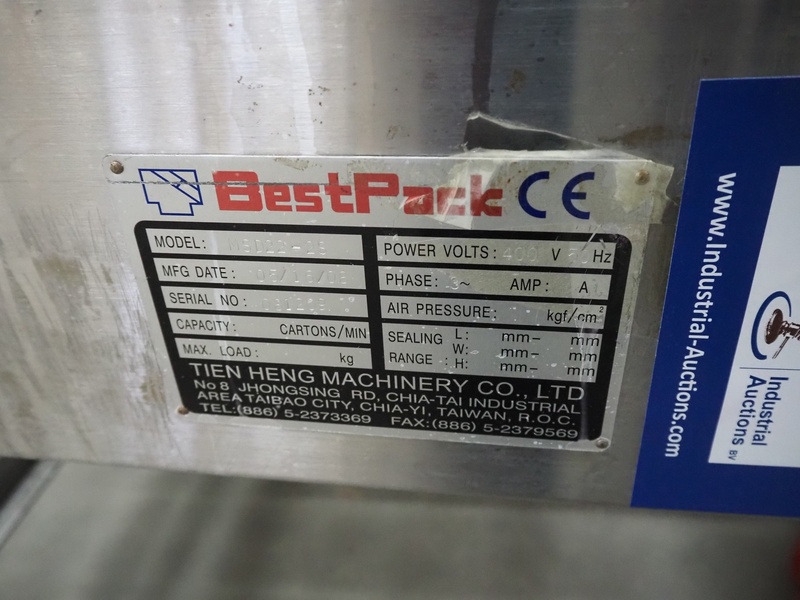 BestPack CE
MODEL:
MFG DATE:
SERIAL NO:
CAPACITY: CARTONS/MIN
MAX. LOAD: kg
POWER VOLTS: 400 V Hz
PHASE: 3~ AMP: A
AIR PRESSURE: kgf/cm²
SEALING RANGE : L: mm- mm
W: mm- mm
H: mm- mm
TIEN HENG MACHINERY CO., LTD
No 8 JHONGSING RD, CHIA-TAI INDUSTRIAL
AREA TAIBAO CITY, CHIA-YI, TAIWAN, R.O.C.
TEL:(886) 5-2373369 FAX:(886) 5-2379569
www.Industrial-Auctions.com
Industrial
Auctions BV